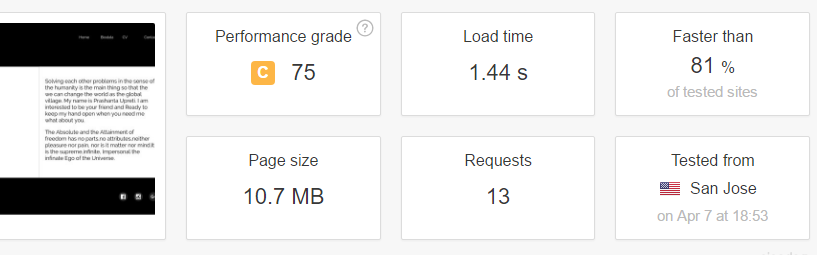 Home
Performance grade ?
C 75
Load time
1.44 s
Faster than
81 %
of tested sites
Solving each other problems in the sense of
the humanity is the main thing so that the
we can change the world as the global
village. My name is Prashanta Upreti. I am
interested to be your friend and Ready to
keep my hand open when you need me
what about you.
The Absolute and the Attainment of
freedom has no parts,no attributes,neither
pleasure nor pain, nor is it matter nor mind.it
is the supreme,infinite, Impersonal the
infinate Ego of the Universe.
Page size
10.7 MB
Requests
13
Tested from
San Jose
on Apr 7 at 18:53